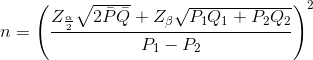 n = \left( \frac{Z_{\frac{\alpha}{2}} \sqrt{2\bar{P}\bar{Q}} + Z_{\beta} \sqrt{P_1 Q_1 + P_2 Q_2}}{P_1 - P_2} \right)^2